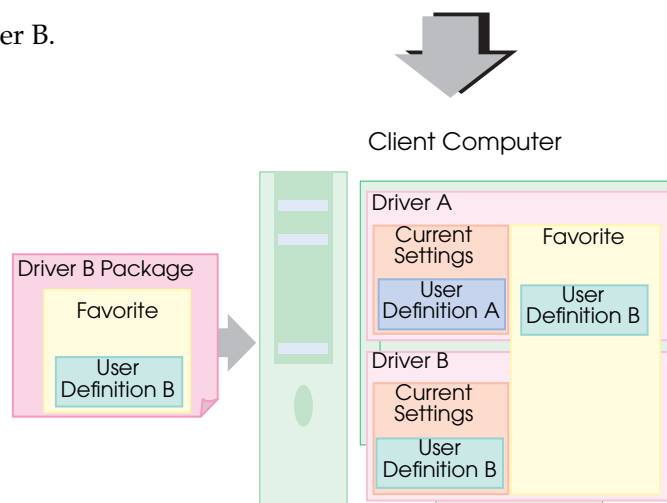 er B.
Client Computer
Driver A
Current
Settings
User
Definition A
Favorite
User
Definition B
Driver B Package
Favorite
User
Definition B
Driver B
Current
Settings
User
Definition B